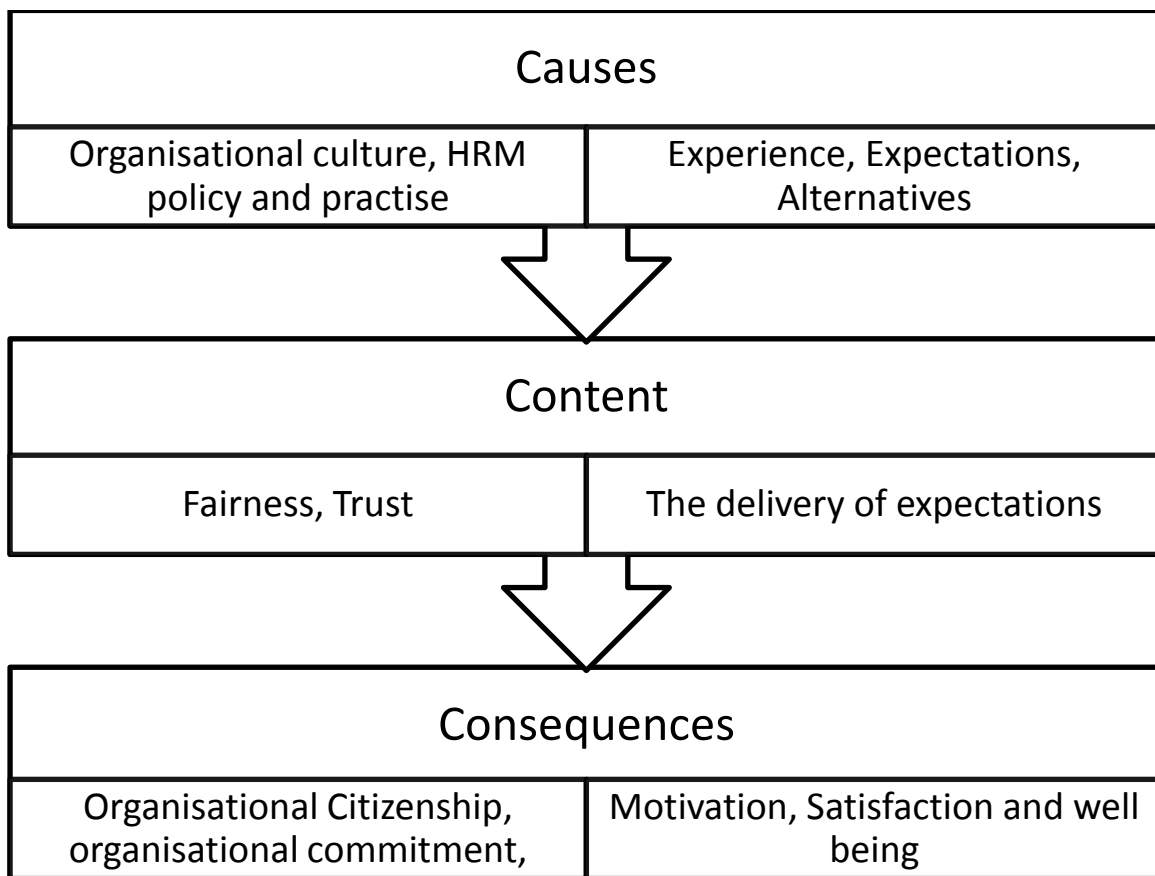 Causes
Organisational culture, HRM
policy and practise
Experience, Expectations,
Alternatives
Content
Fairness, Trust
The delivery of expectations
Consequences
Organisational Citizenship,
organisational commitment,
Motivation, Satisfaction and well
being